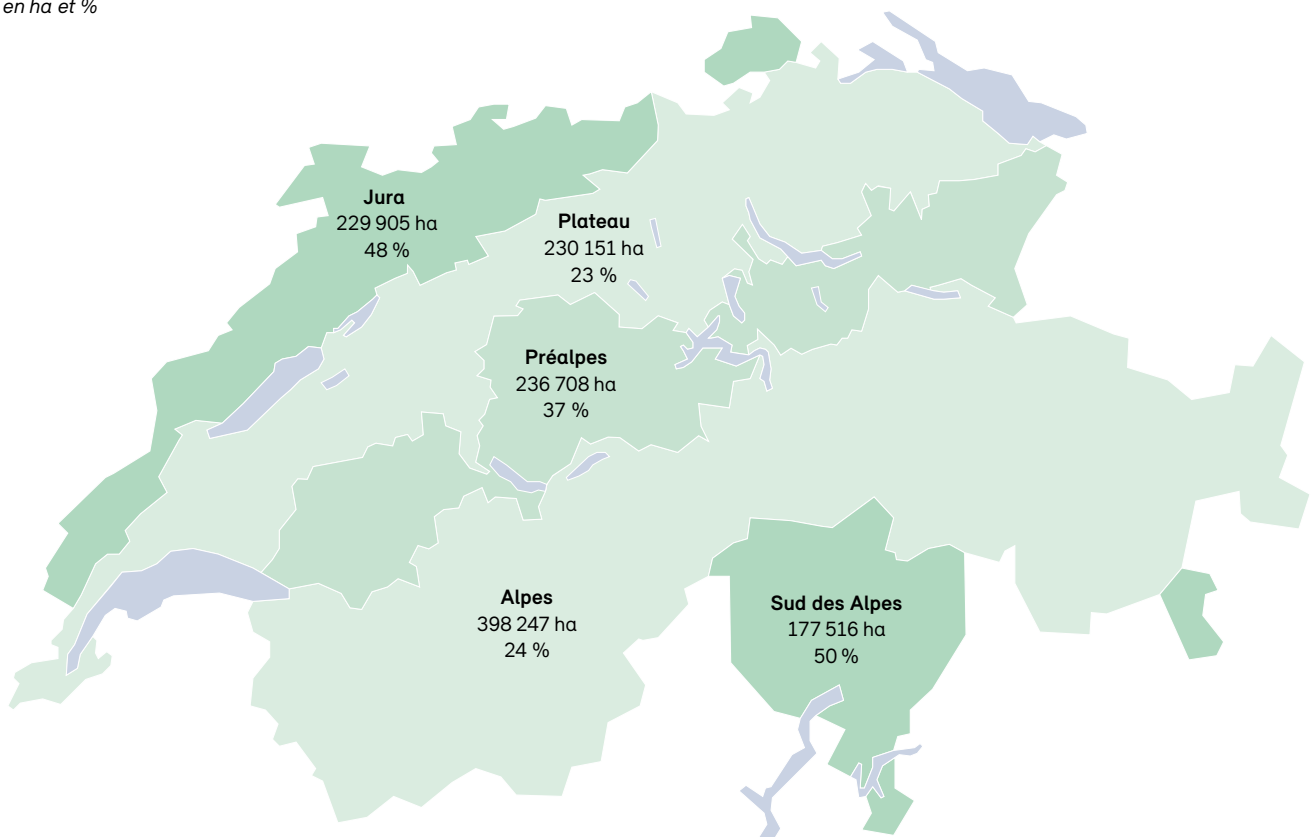 en ha et %
Jura
229 905 ha
48 %
Plateau
230 151 ha
23 %
Préalpes
236 708 ha
37 %
Alpes
398 247 ha
24 %
Sud des Alpes
177 516 ha
50 %